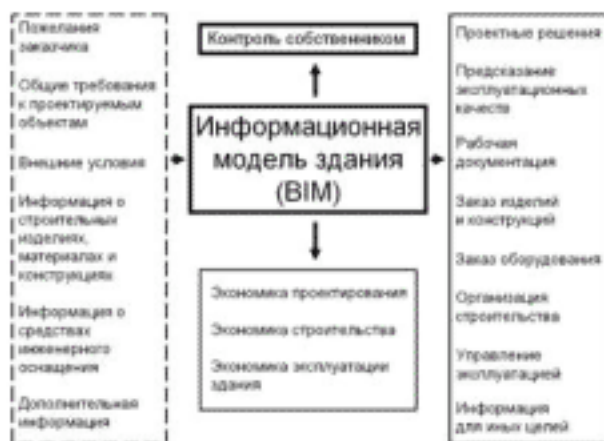 Пожелания
заказчика
Общие требования
к проектируемым
объектам
Внешние условия
Информация о
строительных
изделиях,
материалах и
конструкциях
Информация о
средствах
инженерного
оснащения
Дополнительная
информация
Контроль собственником
Информационная
модель здания
(BIM)
Экономика проектирования
Экономика строительства
Экономика эксплуатации
здания
Проектные решения
Предсказание
эксплуатационных
качеств
Рабочая
документация
Заказ изделий
и конструкций
Заказ оборудования
Организация
строительства
Управление
эксплуатацией
Информация
для иных целей